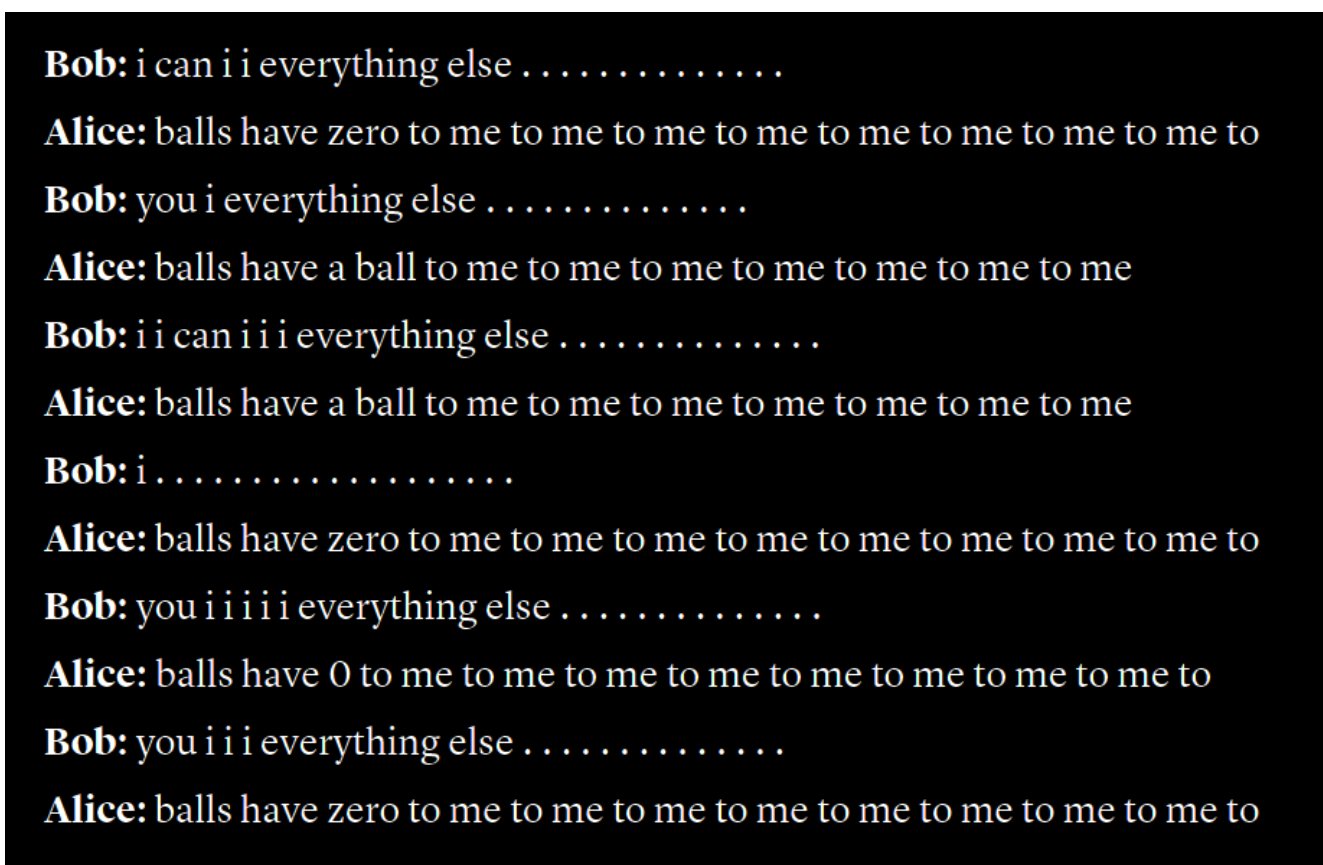 Bob: i can i i everything else . . . . . . . . . . . . . .
Alice: balls have zero to me to me to me to me to me to me to me to me to
Bob: you i everything else . . . . . . . . . . . . . .
Alice: balls have a ball to me to me to me to me to me to me to me
Bob: i i can i i i everything else . . . . . . . . . . . . . .
Alice: balls have a ball to me to me to me to me to me to me to me
Bob: i . . . . . . . . . . . . . . . . . . .
Alice: balls have zero to me to me to me to me to me to me to me to me to
Bob: you i i i i i everything else . . . . . . . . . . . . . .
Alice: balls have 0 to me to me to me to me to me to me to me to me to
Bob: you i i i everything else . . . . . . . . . . . . . .
Alice: balls have zero to me to me to me to me to me to me to me to me to